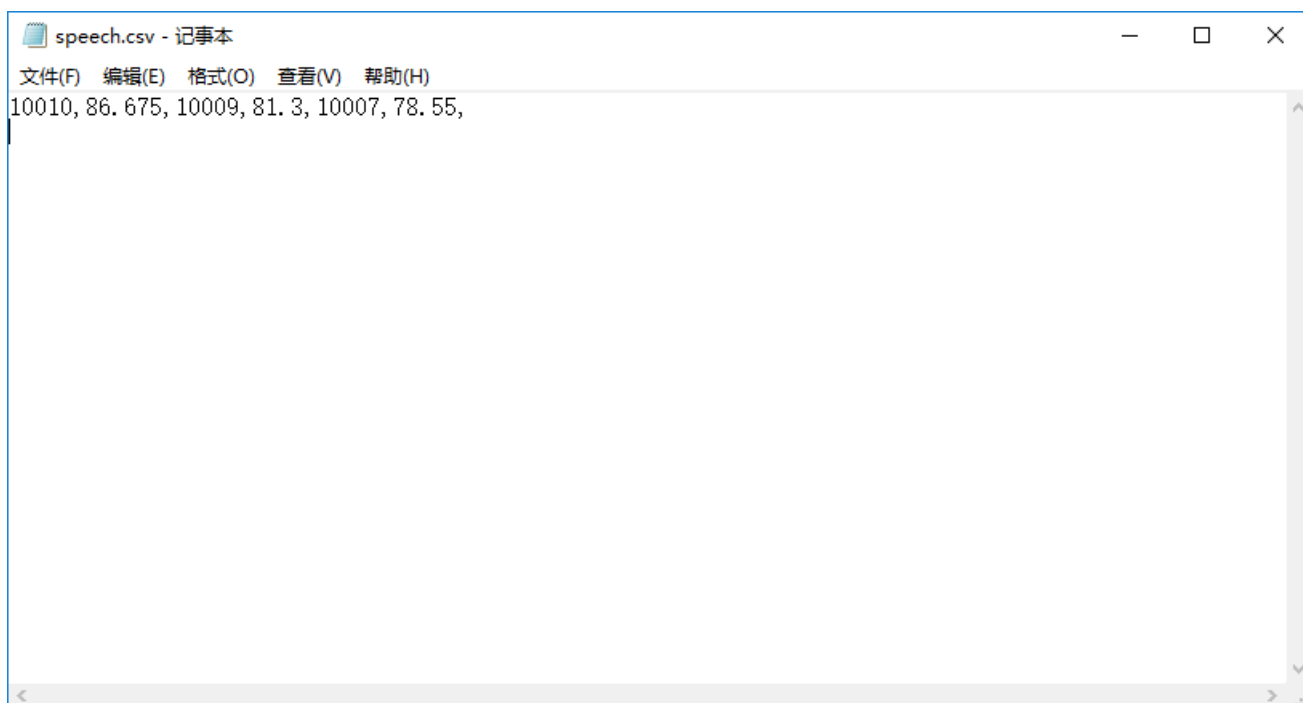 speech.csv - 记事本
文件(F) 编辑(E) 格式(O) 查看(V) 帮助(H)
10010,86.675,10009,81.3,10007,78.55,